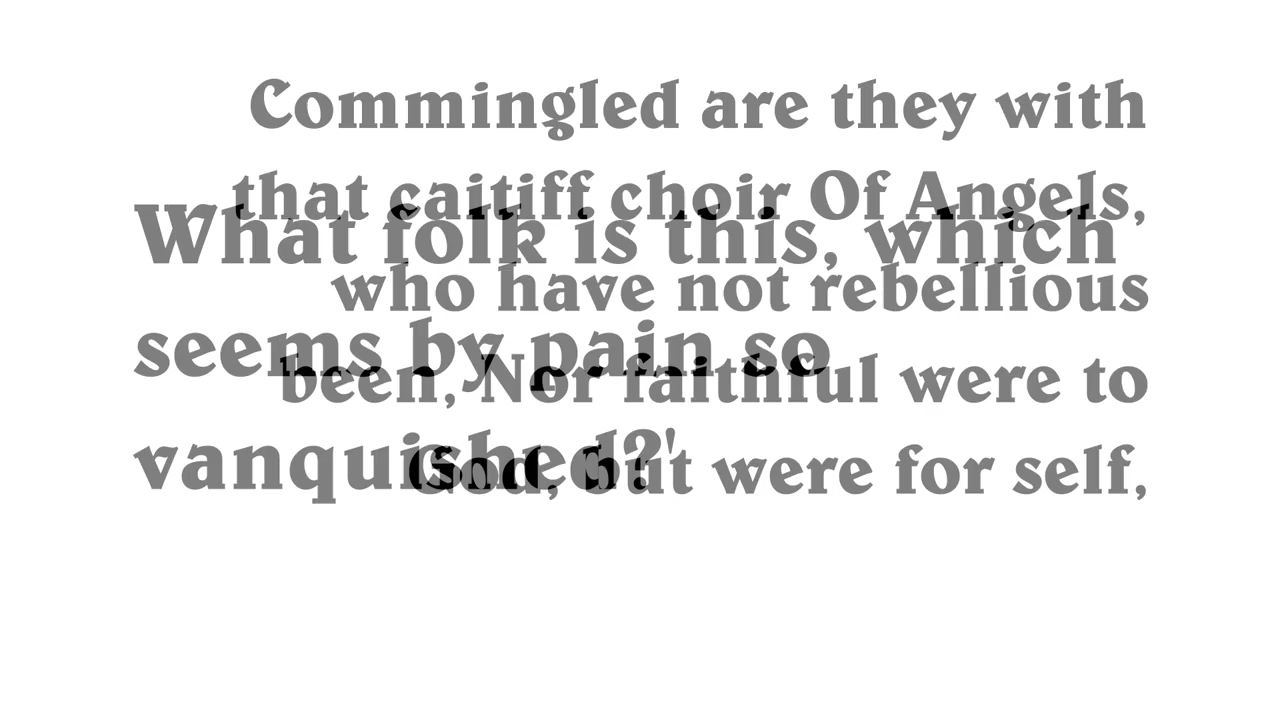 Commingled are they with
that caitiff choir Of Angels,
who have not rebellious
been, Nor faithful were to
God, but were for self,
What folk is this, which
seems by pain so
vanquished?'